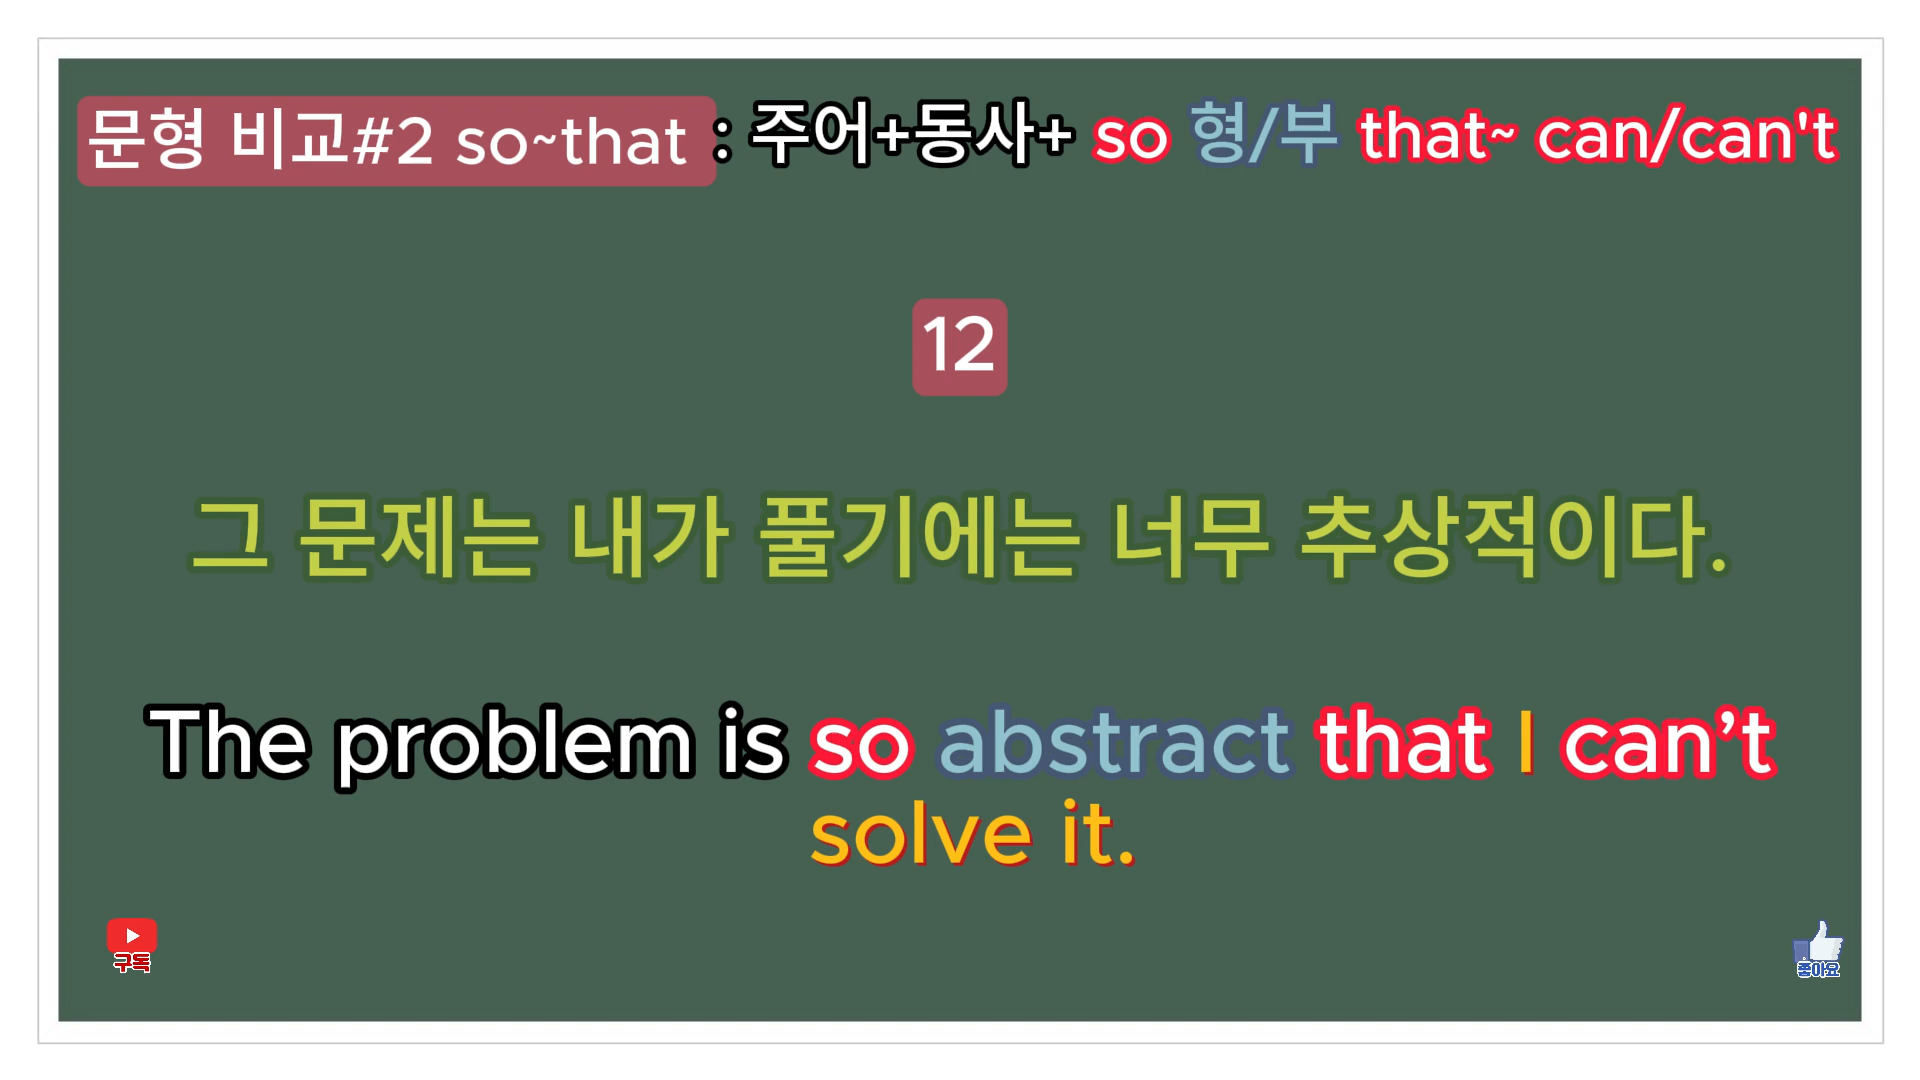 문형 비교#2 so~that : 주어+동사+ so 형/부 that~ can/can't
12
그 문제는 내가 풀기에는 너무 추상적이다.
The problem is so abstract that I can’t
solve it.
구독
좋아요